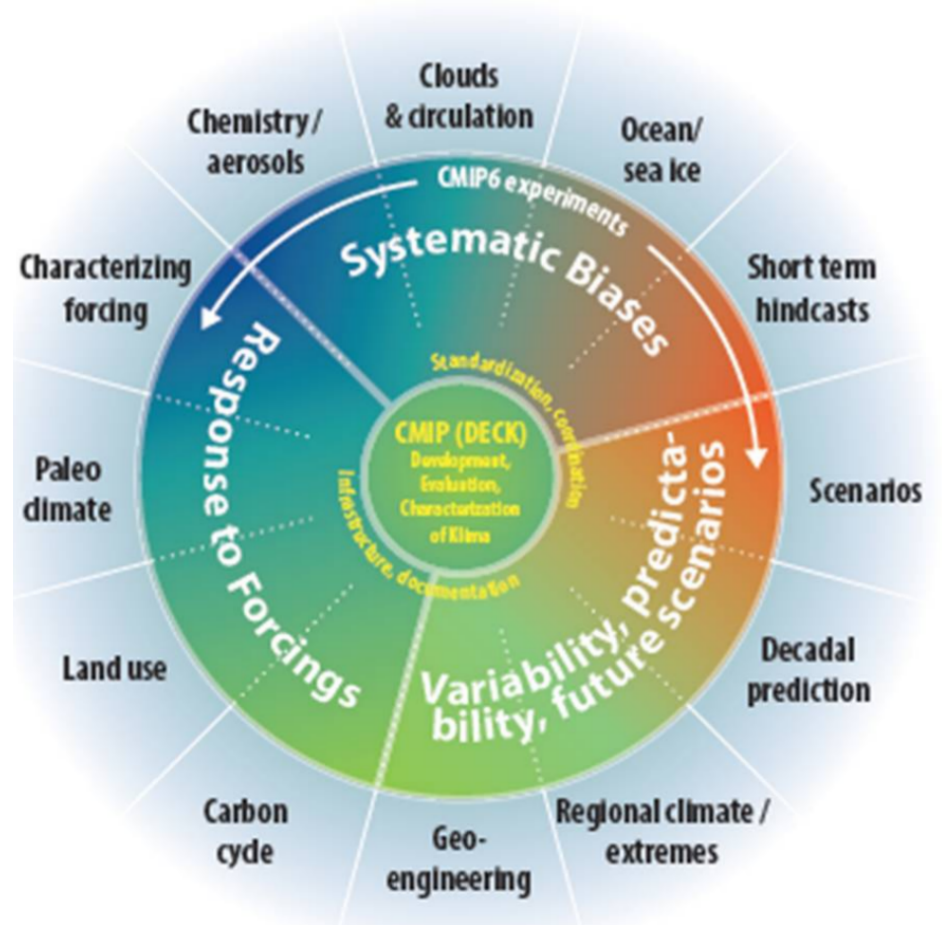 Clouds
& circulation
Ocean/
sea ice
Short term
hindcasts
Scenarios
Decadal
prediction
Regional climate /
extremes
Geo-
engineering
Carbon
cycle
Land use
Paleo
climate
Characterizing
forcing
Chemistry/
aerosols
CMIP6 experiments
Systematic Biases
Variability, predicta-
bility, future scenarios
Response to Forcings
Standardization, coordination
Infrastructure, documentation
CMIP (DECK)
Development,
Evaluation,
Characterization
of Klima